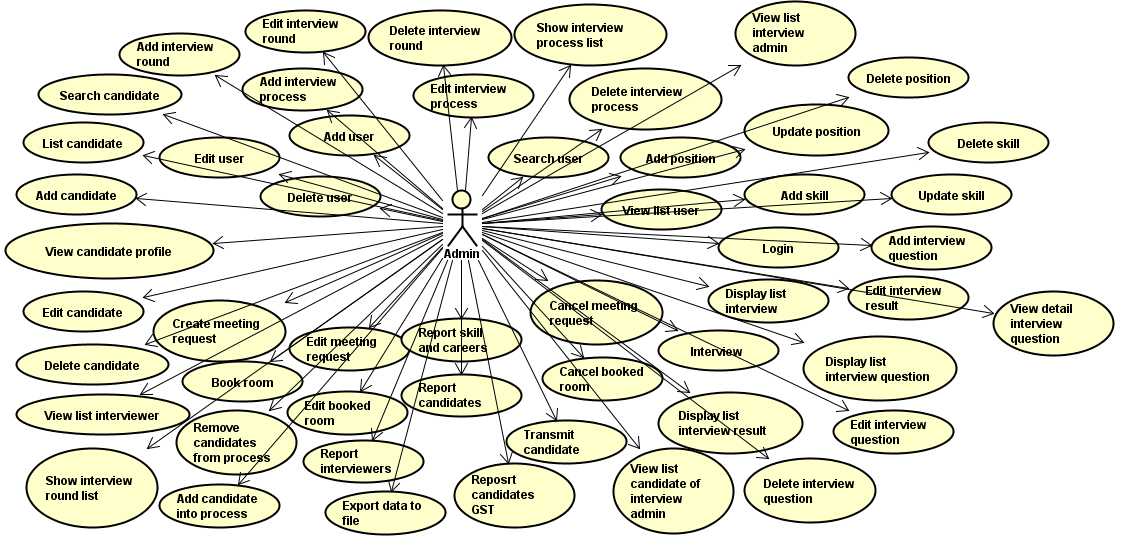 Edit interview
round
Delete interview
round
Show interview
process list
View list
interview
admin
Add interview
round
Search candidate
Add interview
process
Edit interview
process
Delete interview
process
Delete position
List candidate
Edit user
Add user
Search user
Add position
Update position
Delete skill
Add candidate
Delete user
View list user
Add skill
Update skill
View candidate profile
Admin
Login
Add interview
question
Edit candidate
Create meeting
request
Edit meeting
request
Report skill
and careers
Cancel meeting
request
Display list
interview
Edit interview
result
View detail
interview
question
Delete candidate
Book room
Report
candidates
Cancel booked
room
Interview
Display list
interview question
View list interviewer
Remove
candidates
from process
Edit booked
room
Transmit
candidate
Display list
interview result
Edit interview
question
Show interview
round list
Add candidate
into process
Report
interviewers
Export data to
file
Reposrt
candidates
GST
View list
candidate of
interview
admin
Delete interview
question